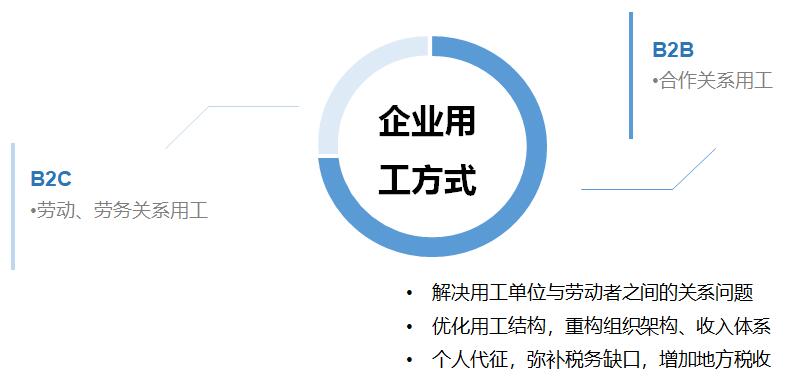 B2B
•合作关系用工
企业用
工方式
B2C
•劳动、劳务关系用工
• 解决用工单位与劳动者之间的关系问题
• 优化用工结构，重构组织架构、收入体系
• 个人代征，弥补税务缺口，增加地方税收